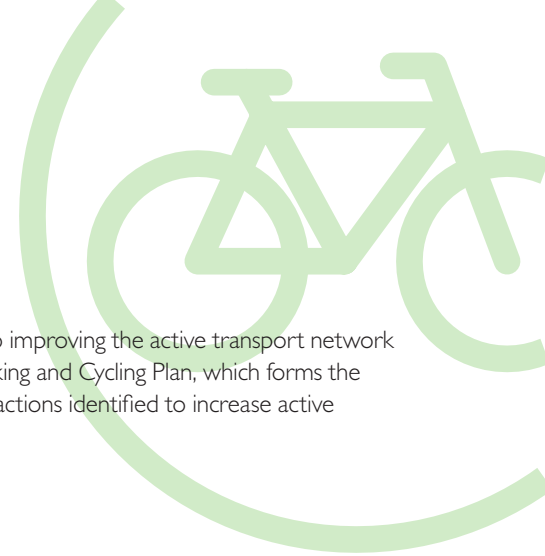 improving the active transport network
king and Cycling Plan, which forms the
actions identified to increase active